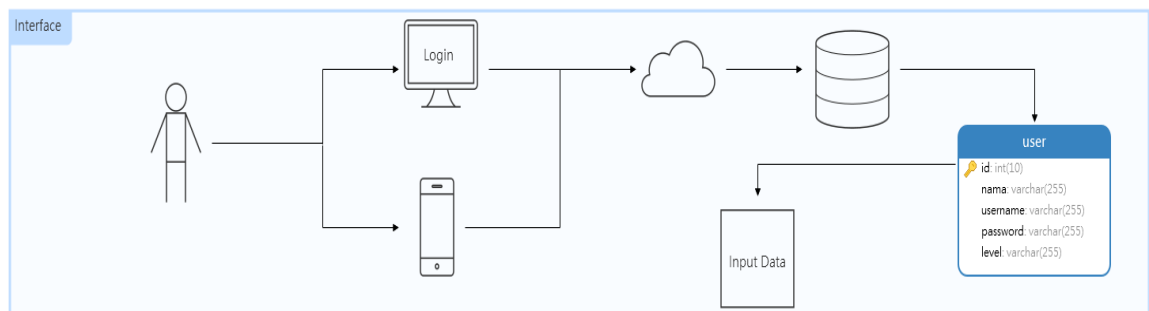 Interface
Login
user
id: int(10)
nama: varchar(255)
username: varchar(255)
password: varchar(255)
level: varchar(255)
Input Data